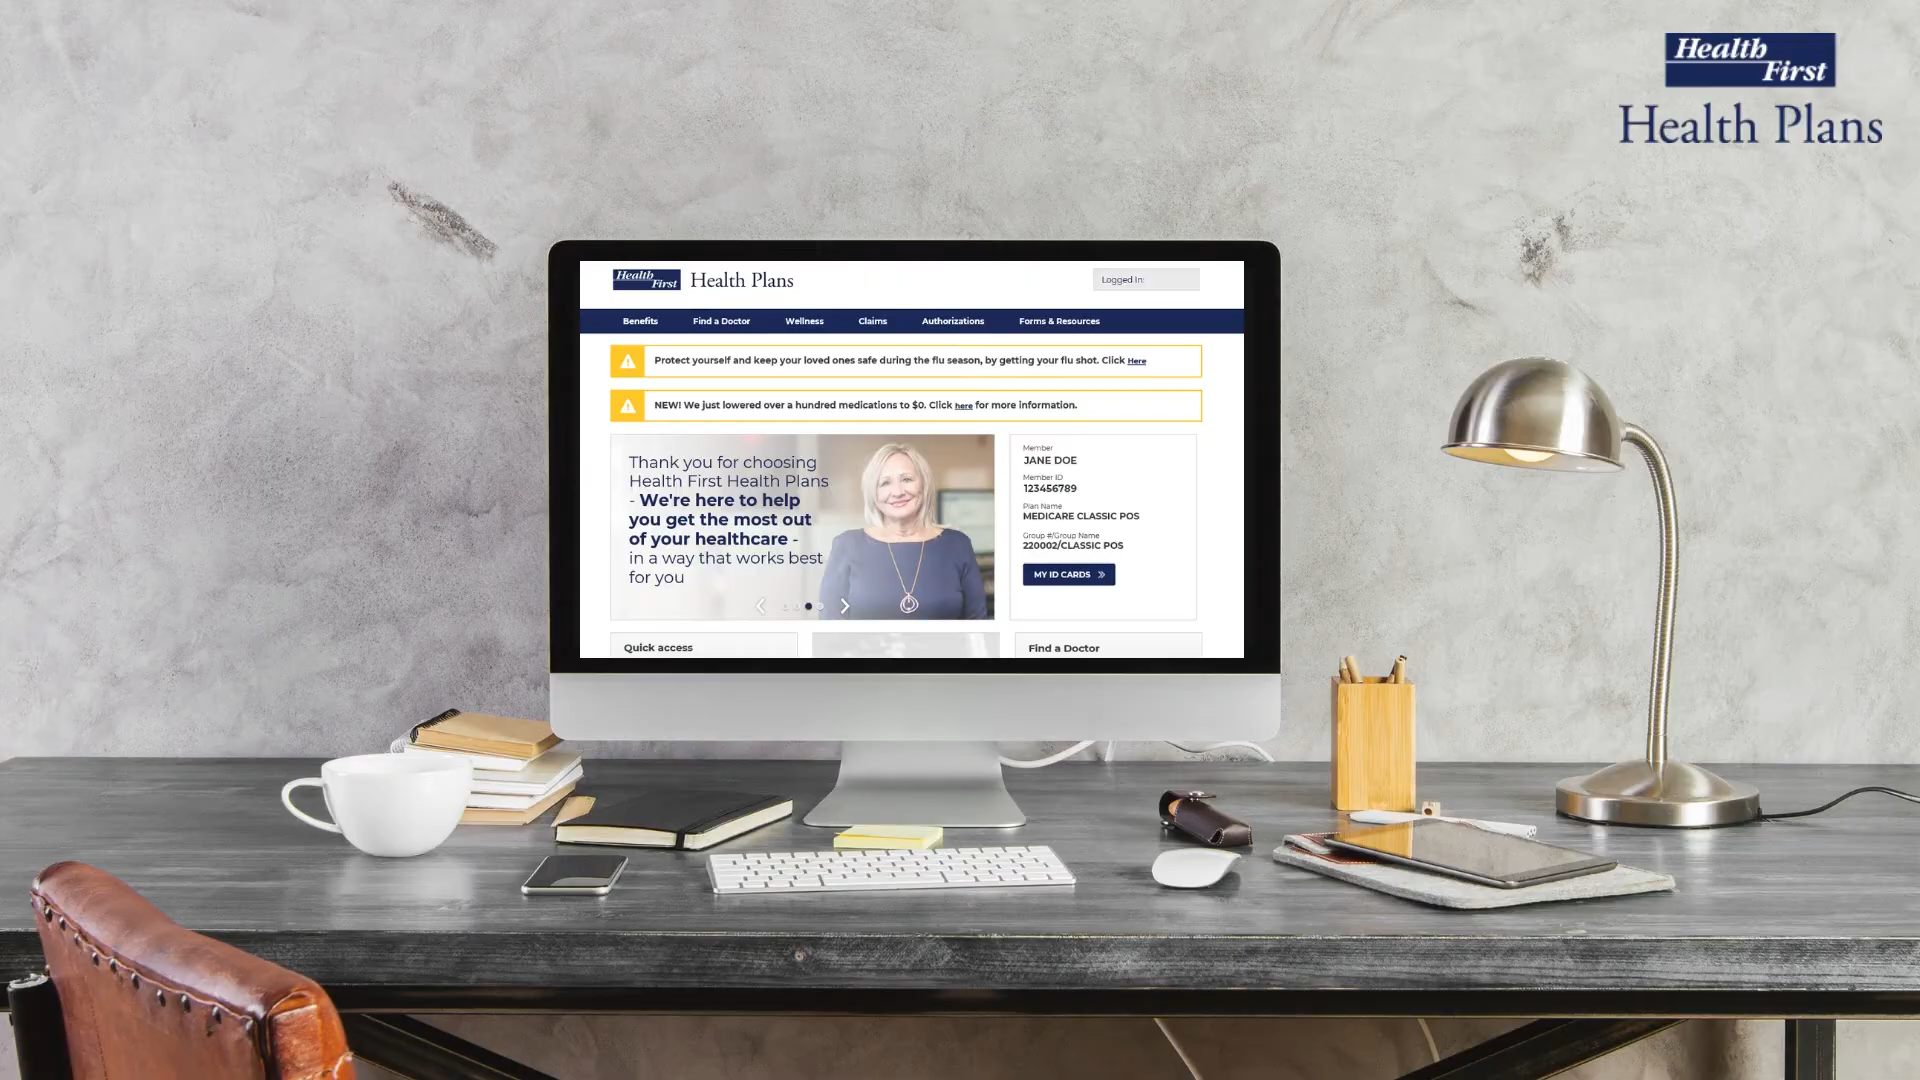 Health
First
Health Plans
Health
First
Health Plans
Logged In:
Benefits
Find a Doctor
Wellness
Claims
Authorizations
Forms & Resources
Protect yourself and keep your loved ones safe during the flu season, by getting your flu shot. Click Here
NEW! We just lowered over a hundred medications to $0. Click here for more information.
Thank you for choosing
Health First Health Plans
- We're here to help
you get the most out
of your healthcare -
in a way that works best
for you
Member
JANE DOE
Member ID
123456789
Plan Name
MEDICARE CLASSIC POS
Group #/Group Name
220002/CLASSIC POS
MY ID CARDS
Quick access
Find a Doctor